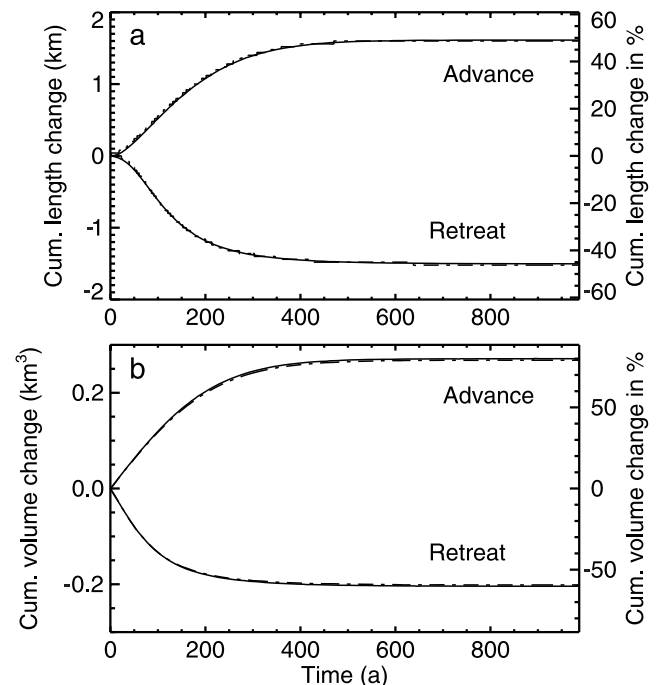 a
Cum. length change (km)
2
1
0
-1
-2
Advance
Retreat
60
40
20
0
-20
-40
-60
Cum. length change in %
0 200 400 600 800
b
Cum. volume change (km³)
0.2
0.0
-0.2
Advance
Retreat
50
0
-50
Cum. volume change in %
0 200 400 600 800
Time (a)